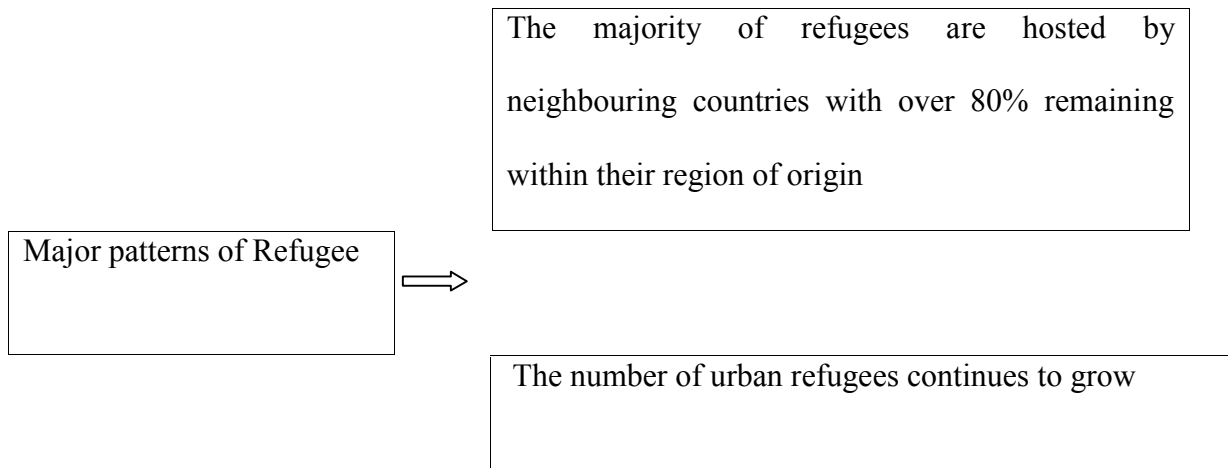 The majority of refugees are hosted by
neighbouring countries with over 80% remaining
within their region of origin
Major patterns of Refugee
The number of urban refugees continues to grow